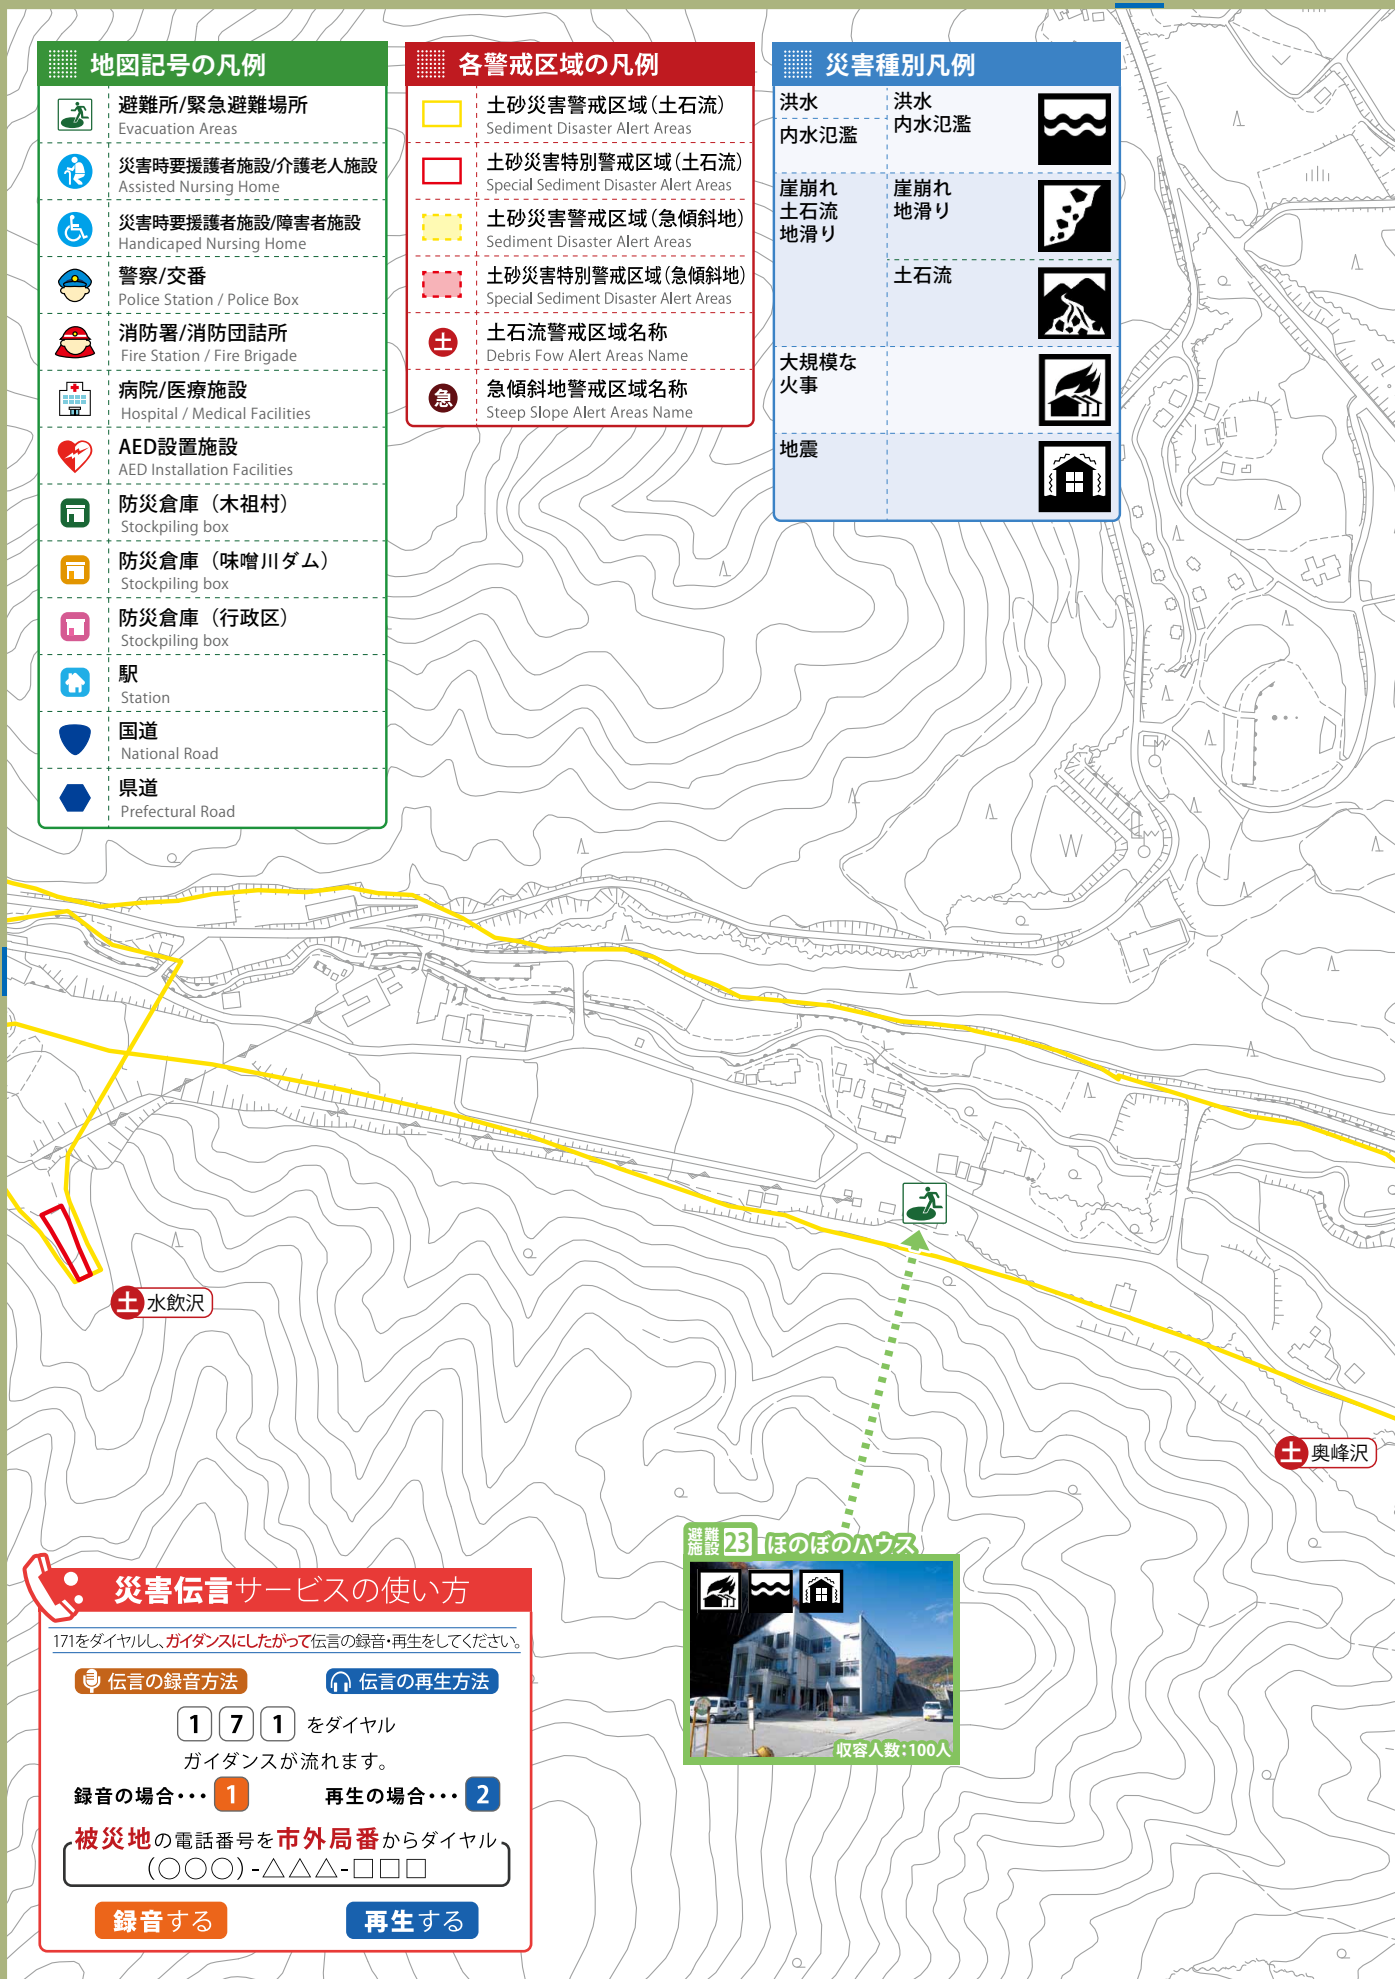 地図記号の凡例
避難所/緊急避難場所
Evacuation Areas
災害時要援護者施設/介護老人施設
Assisted Nursing Home
災害時要援護者施設/障害者施設
Handicaped Nursing Home
警察/交番
Police Station / Police Box
消防署/消防団詰所
Fire Station / Fire Brigade
病院/医療施設
Hospital / Medical Facilities
AED設置施設
AED Installation Facilities
防災倉庫（木祖村）
Stockpiling box
防災倉庫（味噌川ダム）
Stockpiling box
防災倉庫（行政区）
Stockpiling box
駅
Station
国道
National Road
県道
Prefectural Road
各警戒区域の凡例
土砂災害警戒区域（土石流）
Sediment Disaster Alert Areas
土砂災害特別警戒区域（土石流）
Special Sediment Disaster Alert Areas
土砂災害警戒区域（急傾斜地）
Sediment Disaster Alert Areas
土砂災害特別警戒区域（急傾斜地）
Special Sediment Disaster Alert Areas
土 土石流警戒区域名称
Debris Fow Alert Areas Name
急 急傾斜地警戒区域名称
Steep Slope Alert Areas Name
災害種別凡例
洪水
内水氾濫
洪水
内水氾濫
崖崩れ
土石流
地滑り
崖崩れ
地滑り
土石流
大規模な
火事
地震
土 水飲沢
土 奥峰沢
避難施設 23 ほのぼのハウス
収容人数:100人
災害伝言サービスの使い方
171をダイヤルし、ガイダンスにしたがって伝言の録音・再生をしてください。
伝言の録音方法
伝言の再生方法
1 7 1 をダイヤル
ガイダンスが流れます。
録音の場合・・・ 1
再生の場合・・・ 2
被災地の電話番号を市外局番からダイヤル
(○○○)-△△△-□□□
録音する
再生する